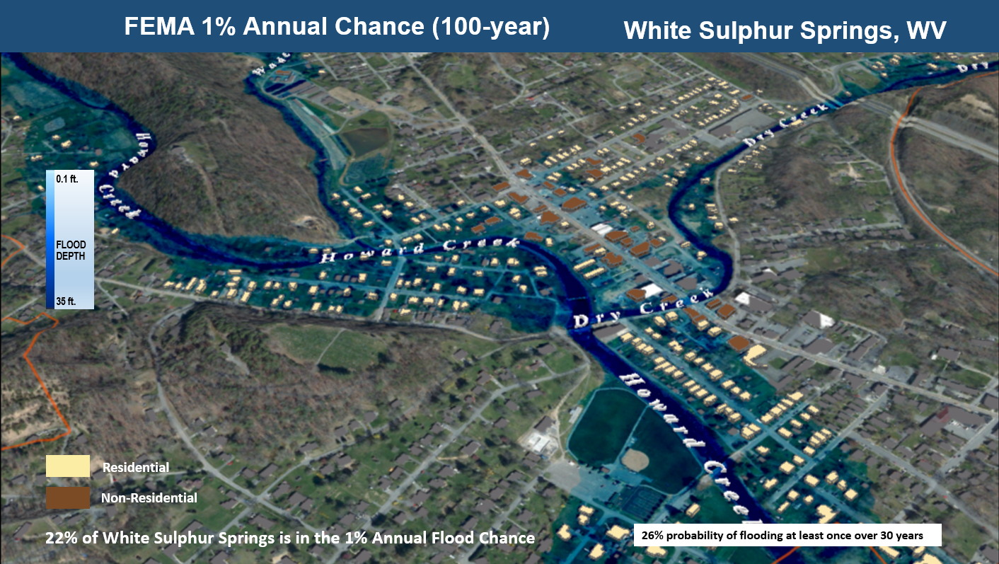 FEMA 1% Annual Chance (100-year)
White Sulphur Springs, WV
Wade
Dry
Howard Creek
Dry Creek
0.1 ft.
FLOOD
DEPTH
35 ft.
Howard Creek
Dry Creek
Howard Creek
Residential
Non-Residential
22% of White Sulphur Springs is in the 1% Annual Flood Chance
26% probability of flooding at least once over 30 years